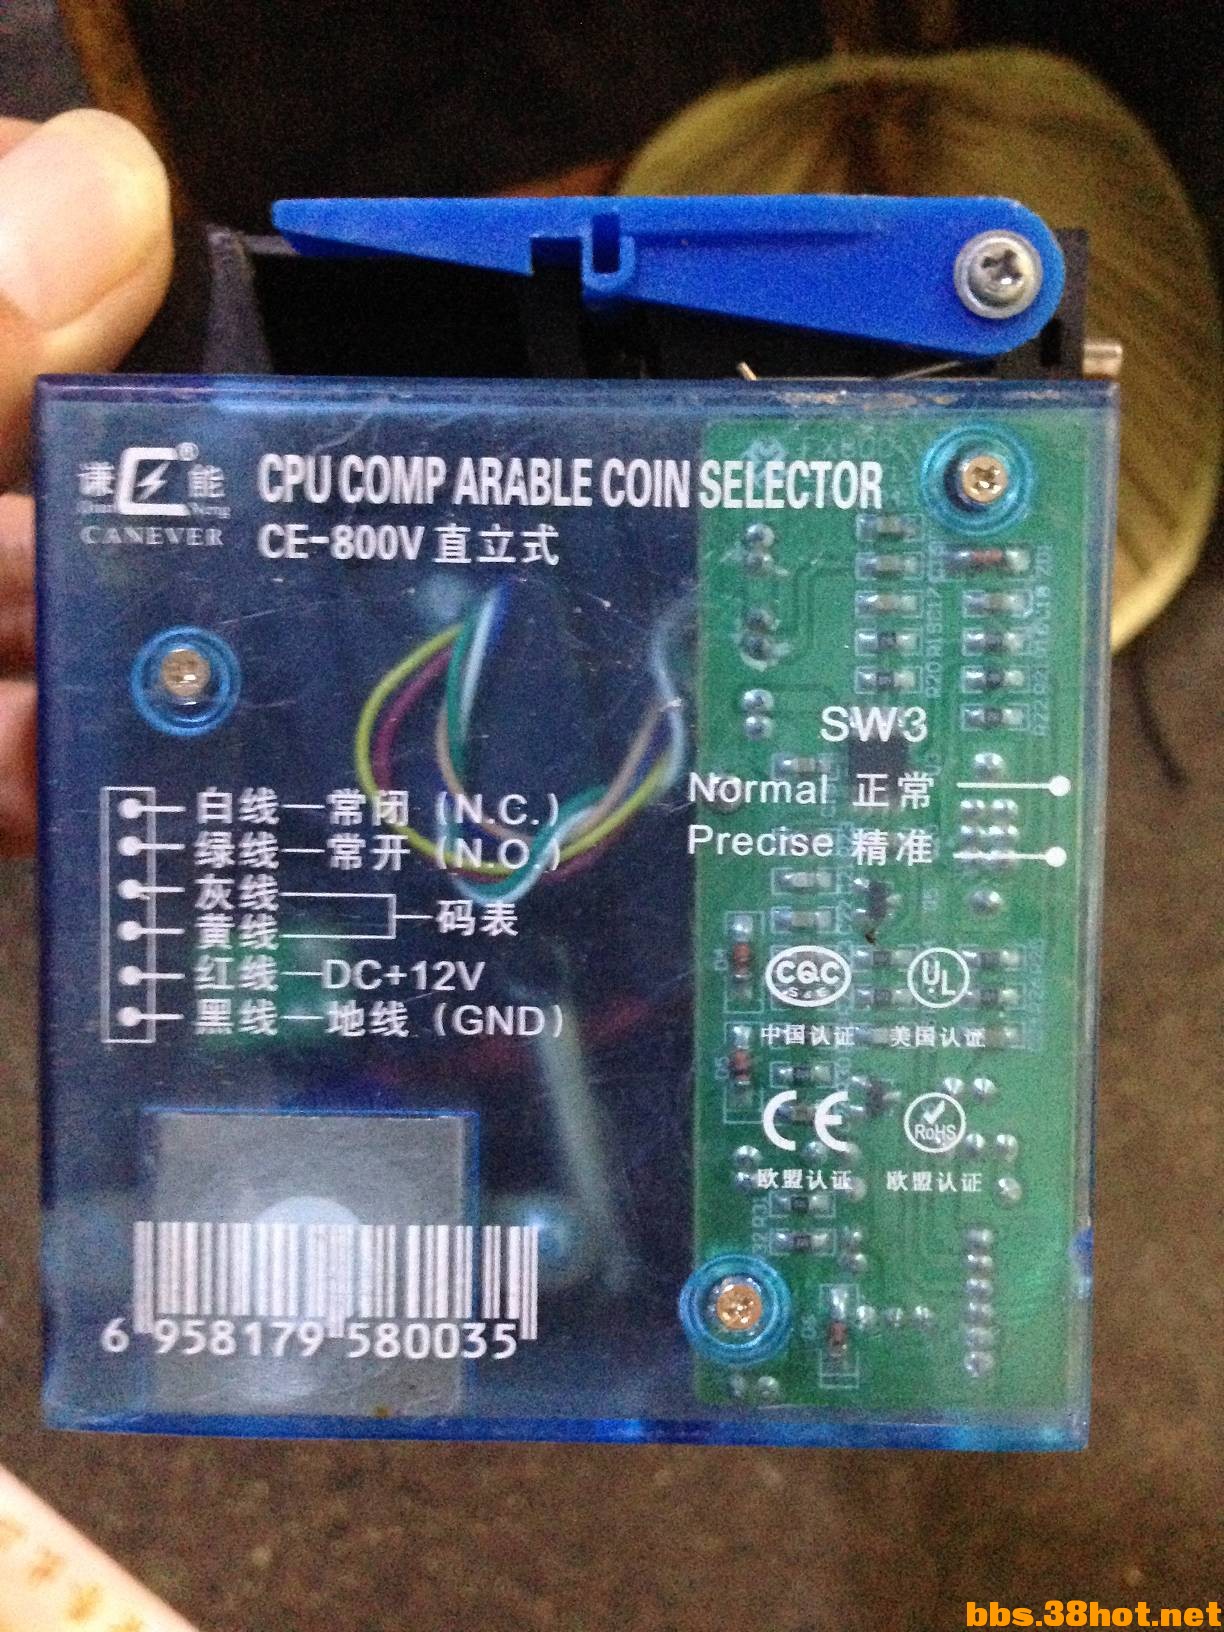 谦 ® 能
CANEVER
CPU COMP ARABLE COIN SELECTOR
CE-800V 直立式
SW3
Normal 正常
Precise 精准
白线—常闭 (N.C.)
绿线—常开 (N.O.)
灰线
黄线
码表
红线—DC+12V
黑线—地线 (GND)
CQC UL
中国认证 美国认证
CE RoHS
欧盟认证 欧盟认证
6 958179 580035
bbs.38hot.net